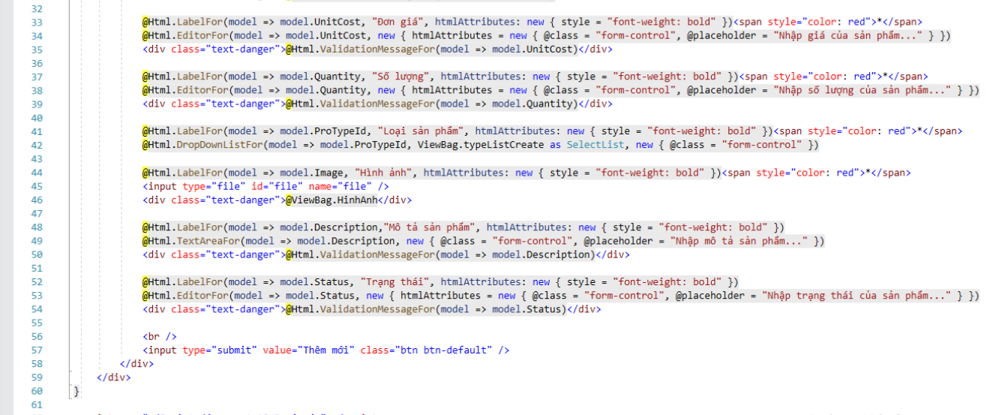 32
33 @Html.LabelFor(model => model.UnitCost, "Đơn giá", htmlAttributes: new { style = "font-weight: bold" })<span style="color: red">*</span>
34 @Html.EditorFor(model => model.UnitCost, new { htmlAttributes = new { @class = "form-control", @placeholder = "Nhập giá của sản phẩm..." } })
35 <div class="text-danger">@Html.ValidationMessageFor(model => model.UnitCost)</div>
36
37 @Html.LabelFor(model => model.Quantity, "Số lượng", htmlAttributes: new { style = "font-weight: bold" })<span style="color: red">*</span>
38 @Html.EditorFor(model => model.Quantity, new { htmlAttributes = new { @class = "form-control", @placeholder = "Nhập số lượng của sản phẩm..." } })
39 <div class="text-danger">@Html.ValidationMessageFor(model => model.Quantity)</div>
40
41 @Html.LabelFor(model => model.ProTypeId, "Loại sản phẩm", htmlAttributes: new { style = "font-weight: bold" })<span style="color: red">*</span>
42 @Html.DropDownListFor(model => model.ProTypeId, ViewBag.typeListCreate as SelectList, new { @class = "form-control" })
43
44 @Html.LabelFor(model => model.Image, "Hình ảnh", htmlAttributes: new { style = "font-weight: bold" })<span style="color: red">*</span>
45 <input type="file" id="file" name="file" />
46 <div class="text-danger">@ViewBag.HinhAnh</div>
47
48 @Html.LabelFor(model => model.Description,"Mô tả sản phẩm", htmlAttributes: new { style = "font-weight: bold" })
49 @Html.TextAreaFor(model => model.Description, new { @class = "form-control", @placeholder = "Nhập mô tả sản phẩm..." })
50 <div class="text-danger">@Html.ValidationMessageFor(model => model.Description)</div>
51
52 @Html.LabelFor(model => model.Status, "Trạng thái", htmlAttributes: new { style = "font-weight: bold" })
53 @Html.EditorFor(model => model.Status, new { htmlAttributes = new { @class = "form-control", @placeholder = "Nhập trạng thái của sản phẩm..." } })
54 <div class="text-danger">@Html.ValidationMessageFor(model => model.Status)</div>
55
56 <br />
57 <input type="submit" value="Thêm mới" class="btn btn-default" />
58 </div>
59 </div>
60 }
61